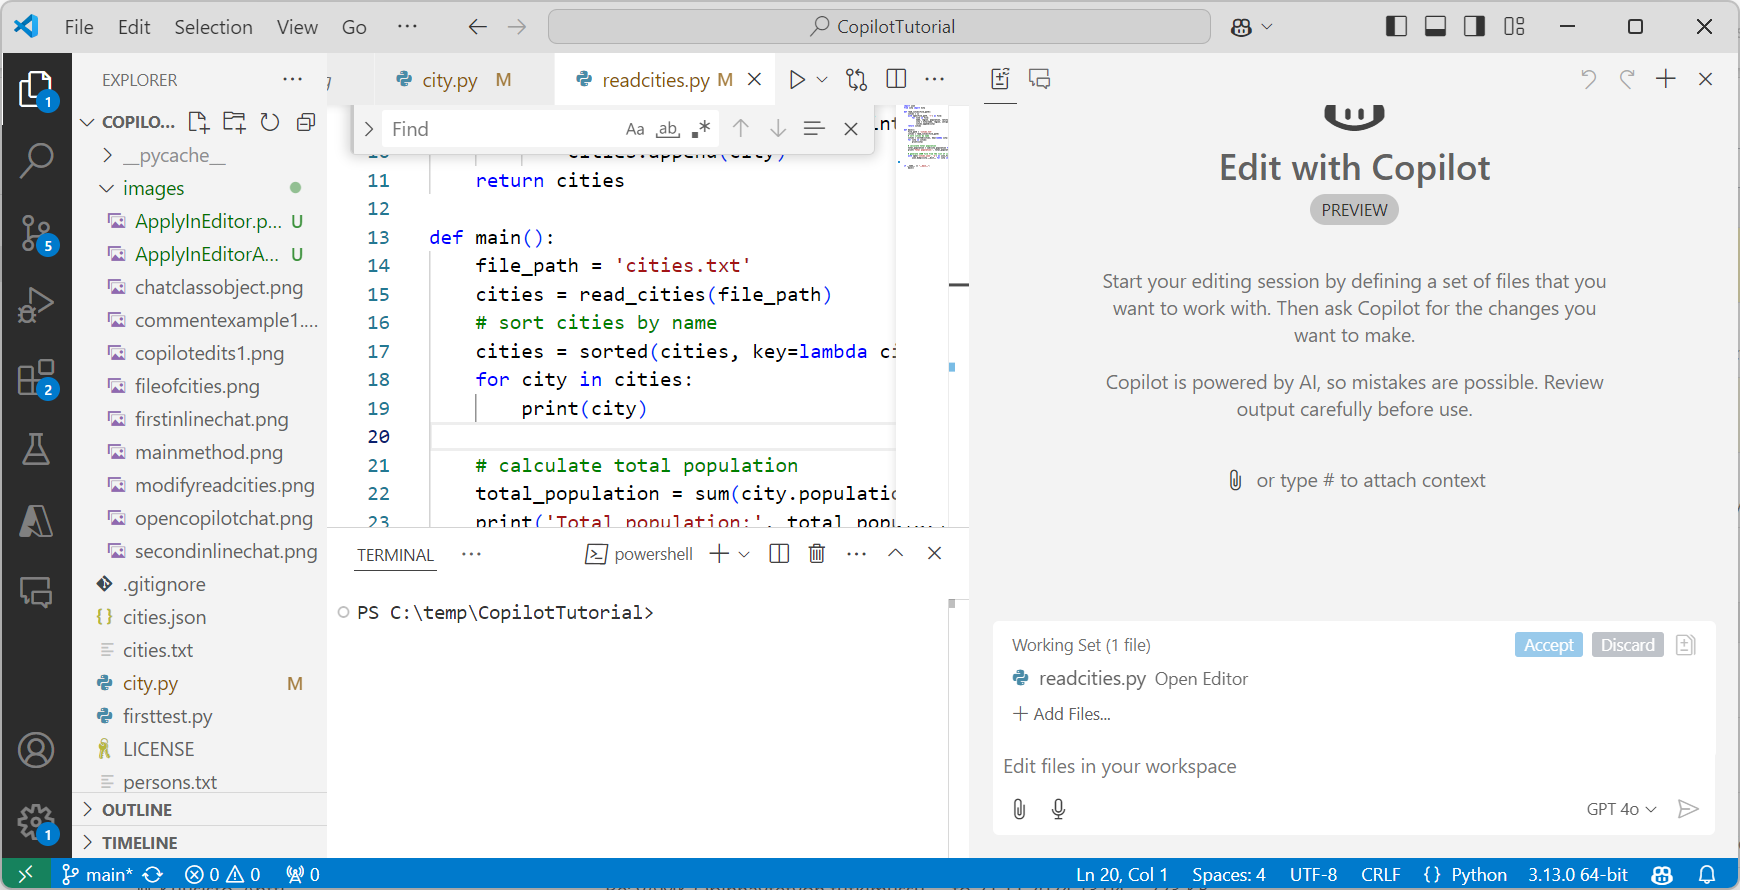 File Edit Selection View Go ··· CopilotTutorial
EXPLORER ···
COPILO...
__pycache__
images
ApplyInEditor.p... U
ApplyInEditorA... U
chatclassobject.png
commentexample1....
copilotedits1.png
fileofcities.png
firstinlinechat.png
mainmethod.png
modifyreadcities.png
opencopilotchat.png
secondinlinechat.png
.gitignore
{} cities.json
cities.txt
city.py M
firsttest.py
LICENSE
persons.txt
OUTLINE
TIMELINE
1
5
2
1
city.py M
readcities.py M
Find Aa ab
11 return cities
12
13 def main():
14 file_path = 'cities.txt'
15 cities = read_cities(file_path)
16 # sort cities by name
17 cities = sorted(cities, key=lambda ci
18 for city in cities:
19 print(city)
20
21 # calculate total population
22 total_population = sum(city.populatio
23 print('Total population:', total_popu
TERMINAL ··· powershell
PS C:\temp\CopilotTutorial>
Edit with Copilot
PREVIEW
Start your editing session by defining a set of files that you
want to work with. Then ask Copilot for the changes you
want to make.
Copilot is powered by AI, so mistakes are possible. Review
output carefully before use.
or type # to attach context
Working Set (1 file) Accept Discard
readcities.py Open Editor
+ Add Files...
Edit files in your workspace
GPT 4o
main* 0 0 0 Ln 20, Col 1 Spaces: 4 UTF-8 CRLF {} Python 3.13.0 64-bit